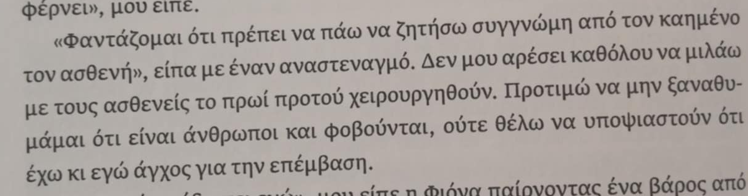 φέρνει», μου είπε.
«Φαντάζομαι ότι πρέπει να πάω να ζητήσω συγγνώμη από τον καημένο
τον ασθενή», είπα με έναν αναστεναγμό. Δεν μου αρέσει καθόλου να μιλάω
με τους ασθενείς το πρωί προτού χειρουργηθούν. Προτιμώ να μην ξαναθυ-
μάμαι ότι είναι άνθρωποι και φοβούνται, ούτε θέλω να υποψιαστούν ότι
έχω κι εγώ άγχος για την επέμβαση.
μου είπε η Φιόνα παίρνοντας ένα βάρος από